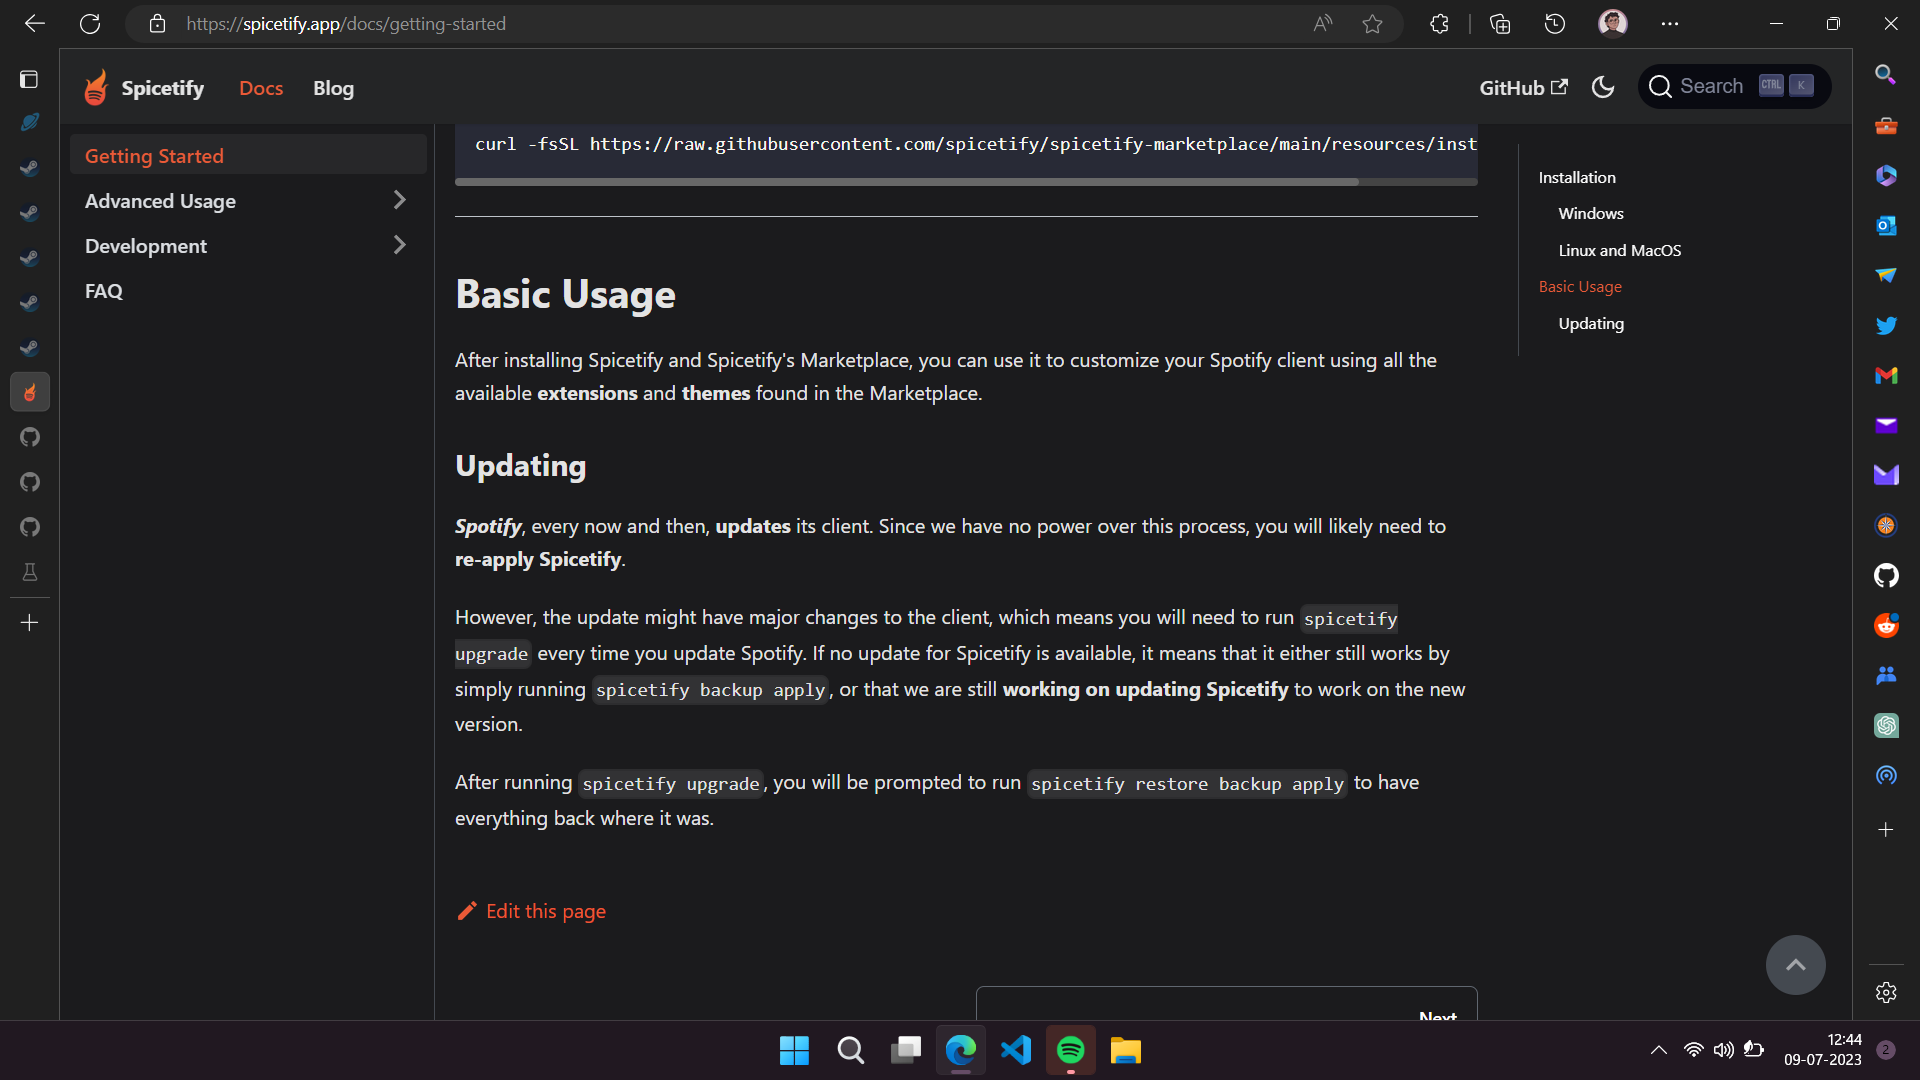 https://spicetify.app/docs/getting-started
Spicetify Docs Blog GitHub Search CTRL K
Getting Started
Advanced Usage
Development
FAQ
curl -fsSL https://raw.githubusercontent.com/spicetify/spicetify-marketplace/main/resources/inst
Basic Usage
After installing Spicetify and Spicetify's Marketplace, you can use it to customize your Spotify client using all the
available extensions and themes found in the Marketplace.
Updating
Spotify, every now and then, updates its client. Since we have no power over this process, you will likely need to
re-apply Spicetify.
However, the update might have major changes to the client, which means you will need to run spicetify
upgrade every time you update Spotify. If no update for Spicetify is available, it means that it either still works by
simply running spicetify backup apply, or that we are still working on updating Spicetify to work on the new
version.
After running spicetify upgrade, you will be prompted to run spicetify restore backup apply to have
everything back where it was.
Edit this page
Next
Installation
Windows
Linux and MacOS
Basic Usage
Updating
12:44
09-07-2023
2